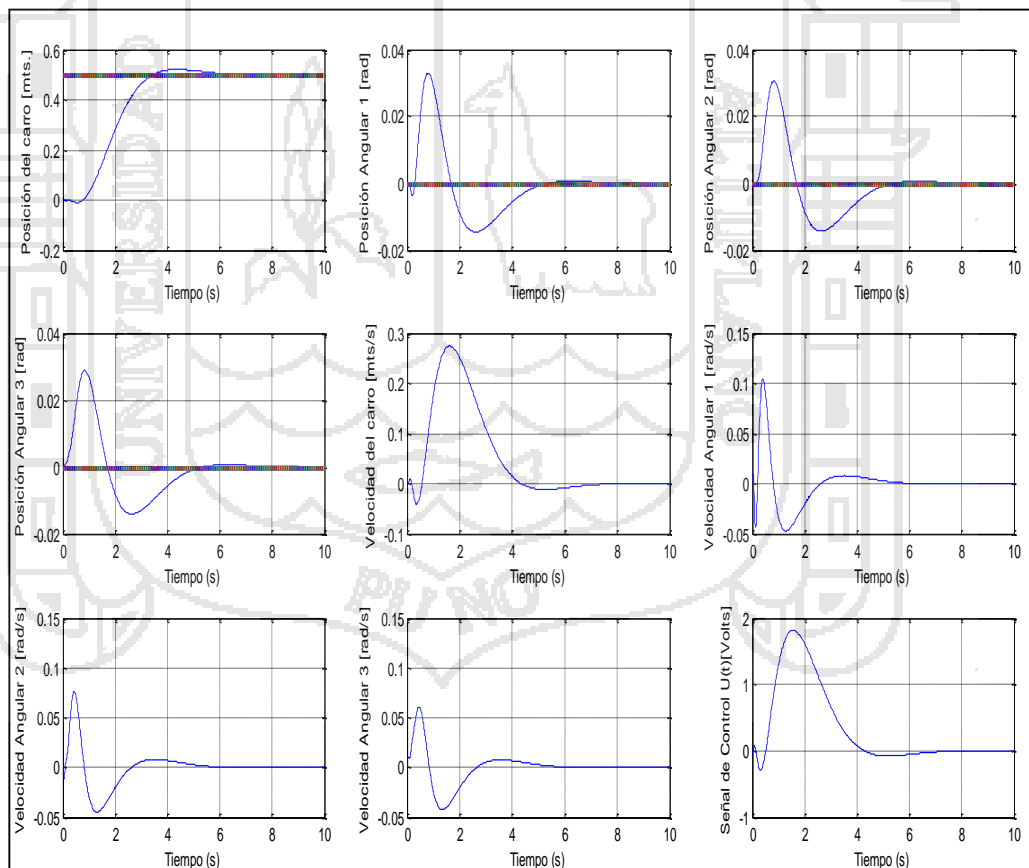 Posición del carro [mts.]
0.6
0.4
0.2
0
-0.2
0 2 4 6 8 10
Tiempo (s)
Posición Angular 1 [rad]
0.04
0.02
0
-0.02
0 2 4 6 8 10
Tiempo (s)
Posición Angular 2 [rad]
0.04
0.02
0
-0.02
0 2 4 6 8 10
Tiempo (s)
Posición Angular 3 [rad]
0.04
0.02
0
-0.02
0 2 4 6 8 10
Tiempo (s)
Velocidad del carro [mts/s]
0.3
0.2
0.1
0
-0.1
0 2 4 6 8 10
Tiempo (s)
Velocidad Angular 1 [rad/s]
0.15
0.1
0.05
0
-0.05
0 2 4 6 8 10
Tiempo (s)
Velocidad Angular 2 [rad/s]
0.15
0.1
0.05
0
-0.05
0 2 4 6 8 10
Tiempo (s)
Velocidad Angular 3 [rad/s]
0.15
0.1
0.05
0
-0.05
0 2 4 6 8 10
Tiempo (s)
Señal de Control U(t)[Volts]
2
1
0
-1
0 2 4 6 8 10
Tiempo (s)
UNIVERSIDAD
PUNO